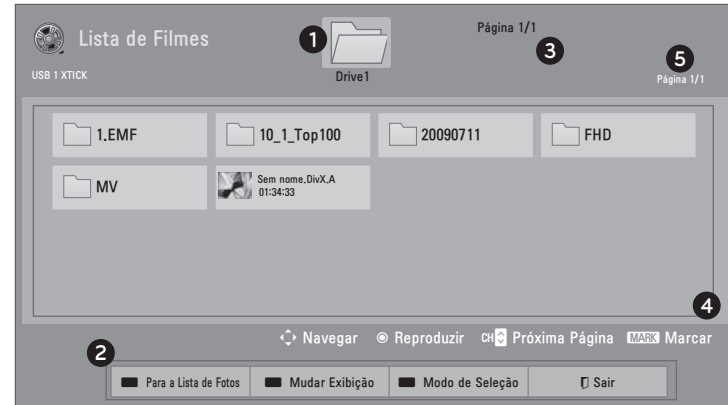 Lista de Filmes
1
Página 1/1
3
5
USB 1 XTICK
Drive1
Página 1/1
1.EMF
10_1_Top100
20090711
FHD
MV
Sem nome,DivX,A
01:34:33
4
Navegar
Reproduzir
CH Próxima Página
MARK Marcar
2
Para a Lista de Fotos
Mudar Exibição
Modo de Seleção
Sair